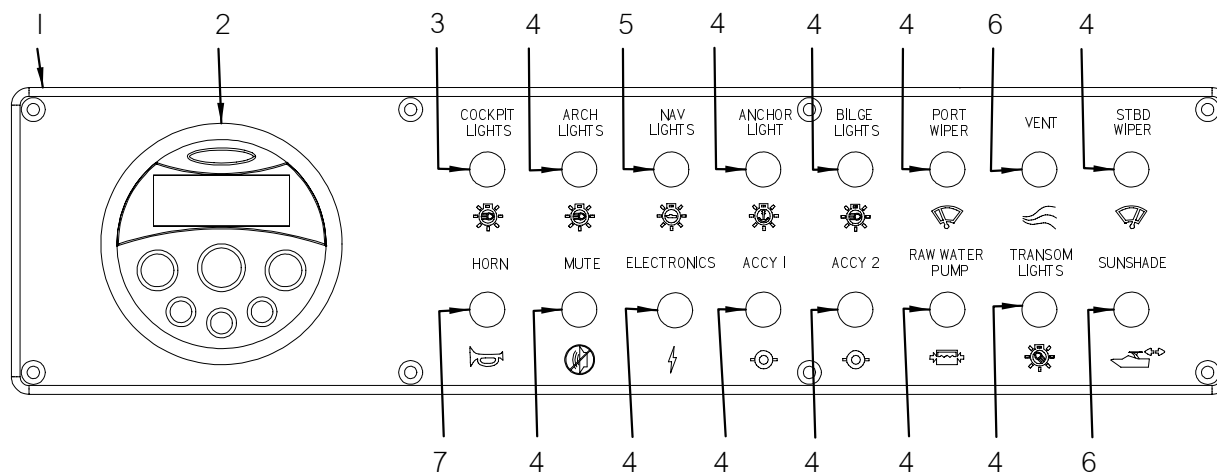 1 2 3 4 5 4 4 4 6 4
COCKPIT LIGHTS
ARCH LIGHTS
NAV LIGHTS
ANCHOR LIGHT
BILGE LIGHTS
PORT WIPER
VENT
STBD WIPER
HORN
MUTE
ELECTRONICS
ACCY 1
ACCY 2
RAW WATER PUMP
TRANSOM LIGHTS
SUNSHADE
7 4 4 4 4 4 4 6